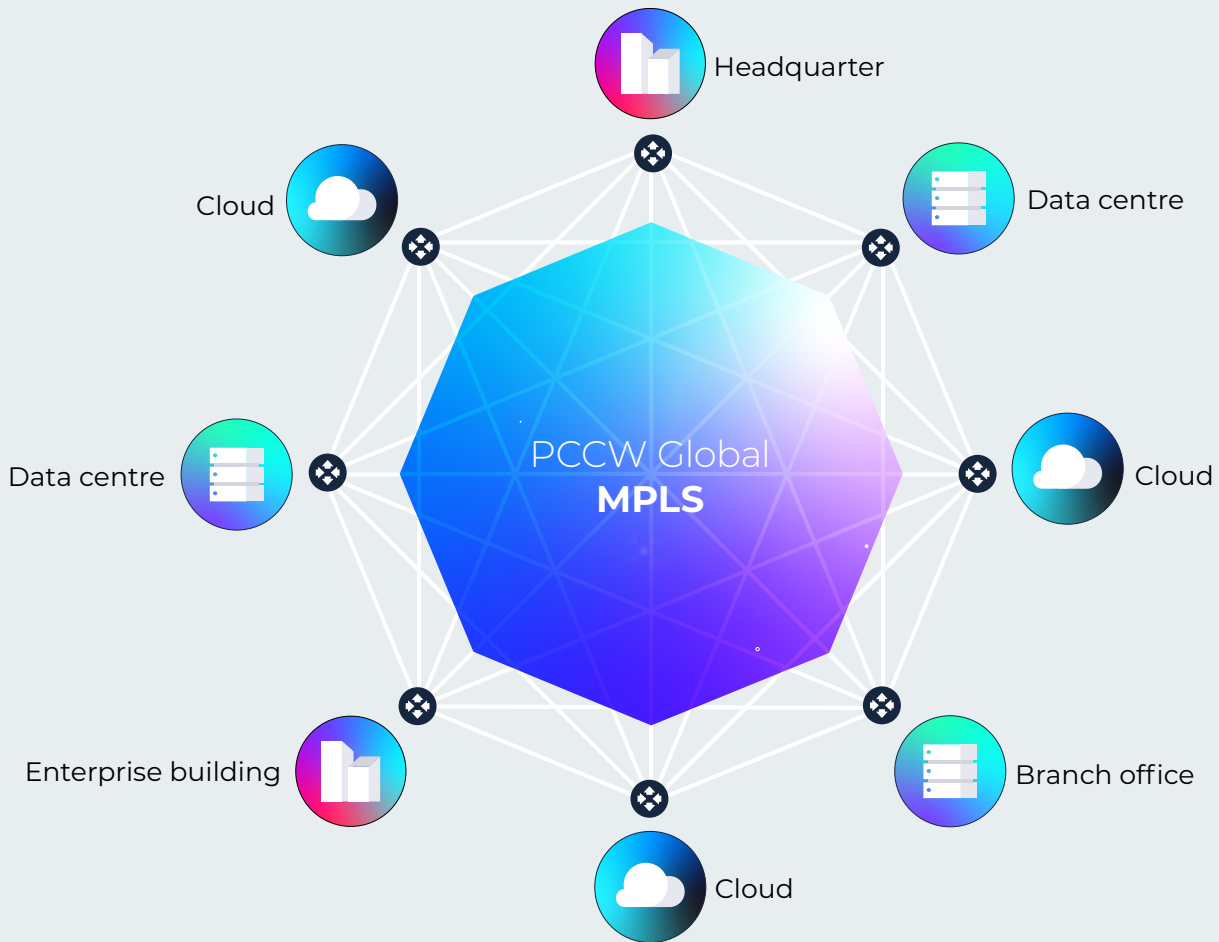 Headquarter
Cloud
Data centre
PCCW Global
MPLS
Data centre
Cloud
Enterprise building
Branch office
Cloud